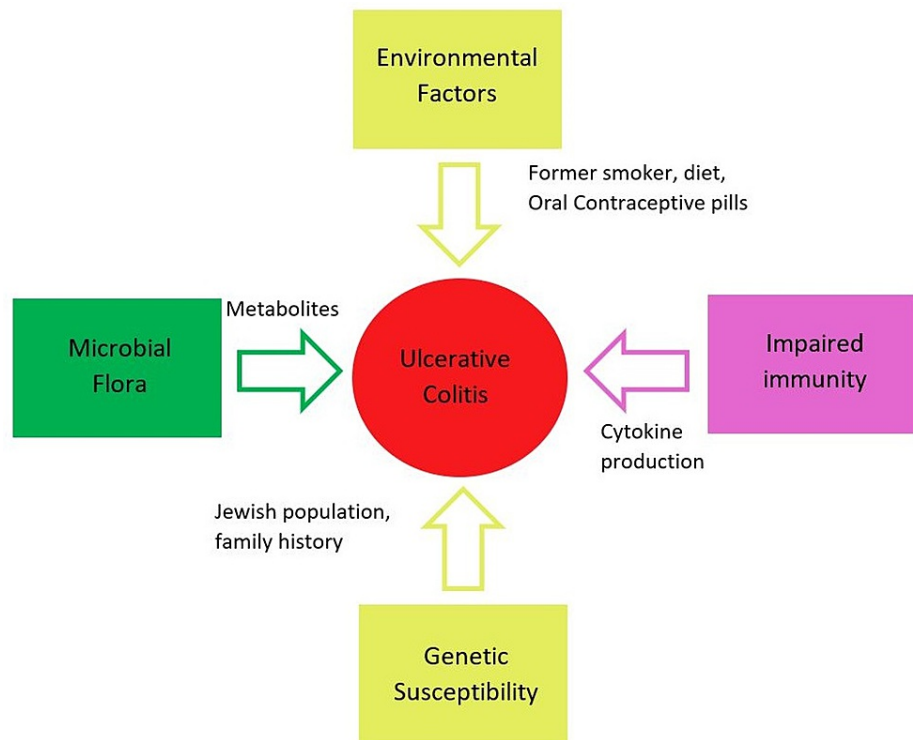 Environmental
Factors
Former smoker, diet,
Oral Contraceptive pills
Metabolites
Microbial
Flora
Ulcerative
Colitis
Impaired
immunity
Cytokine
production
Jewish population,
family history
Genetic
Susceptibility